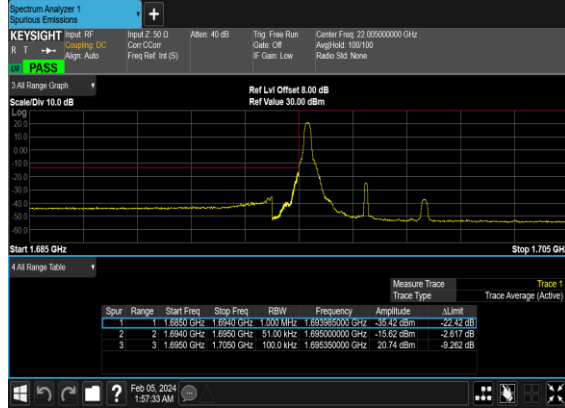 Spectrum Analyzer 1
Spurious Emissions
KEYSIGHT Input: RF Input Z: 50 Ω Atten: 40 dB Trig: Free Run Center Freq: 22.005000000 GHz
R T Coupling: DC Corr CCorr Gate: Off Avg|Hold: 100/100
Align: Auto Freq Ref: Int (S) IF Gain: Low Radio Std: None
PASS
3 All Range Graph
Ref Lvl Offset 8.00 dB
Scale/Div 10.0 dB Ref Value 30.00 dBm
Log
20.0
10.0
0.00
-10.0
-20.0
-30.0
-40.0
-50.0
-60.0
Start 1.685 GHz Stop 1.705 GH
4 All Range Table
Measure Trace Trace 1
Trace Type Trace Average (Active)
Spur Range Start Freq Stop Freq RBW Frequency Amplitude ΔLimit
1 1 1.6850 GHz 1.6940 GHz 1.000 MHz 1.693985000 GHz -35.42 dBm -22.42 dB
2 2 1.6940 GHz 1.6950 GHz 51.00 kHz 1.695000000 GHz -15.62 dBm -2.617 dB
3 3 1.6950 GHz 1.7050 GHz 100.0 kHz 1.695350000 GHz 20.74 dBm -9.262 dB
Feb 05, 2024
1:57:33 AM